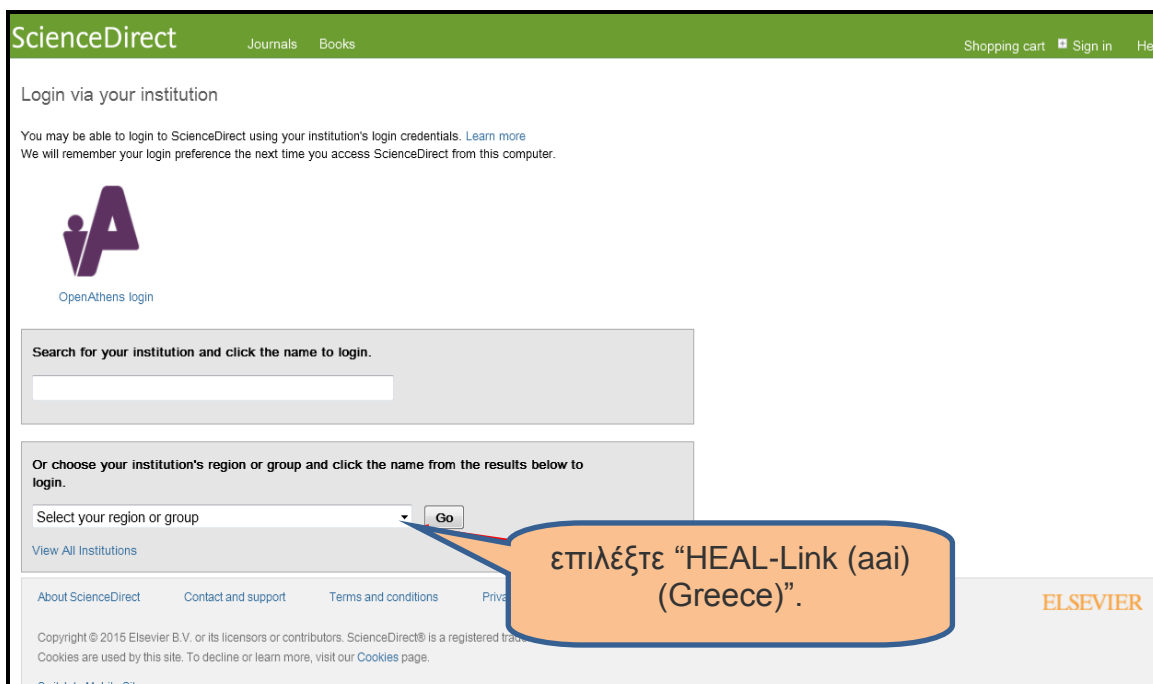 ScienceDirect Journals Books Shopping cart Sign in
Login via your institution
You may be able to login to ScienceDirect using your institution's login credentials. Learn more
We will remember your login preference the next time you access ScienceDirect from this computer.
OpenAthens login
Search for your institution and click the name to login.
Or choose your institution's region or group and click the name from the results below to
login.
Select your region or group Go
View All Institutions
επιλέξτε “HEAL-Link (aai)
(Greece)”.
About ScienceDirect Contact and support Terms and conditions
ELSEVIER
Copyright © 2015 Elsevier B.V. or its licensors or contributors. ScienceDirect® is a registered
Cookies are used by this site. To decline or learn more, visit our Cookies page.